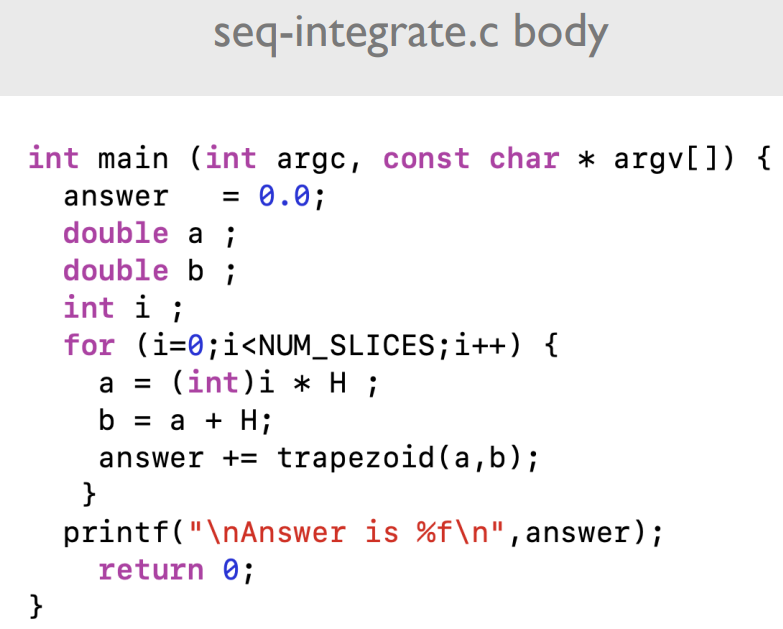 seq-integrate.c body
int main (int argc, const char * argv[]) {
  answer   = 0.0;
  double a ;
  double b ;
  int i ;
  for (i=0;i<NUM_SLICES;i++) {
    a = (int)i * H ;
    b = a + H;
    answer += trapezoid(a,b);
   }
  printf("\nAnswer is %f\n",answer);
    return 0;
}